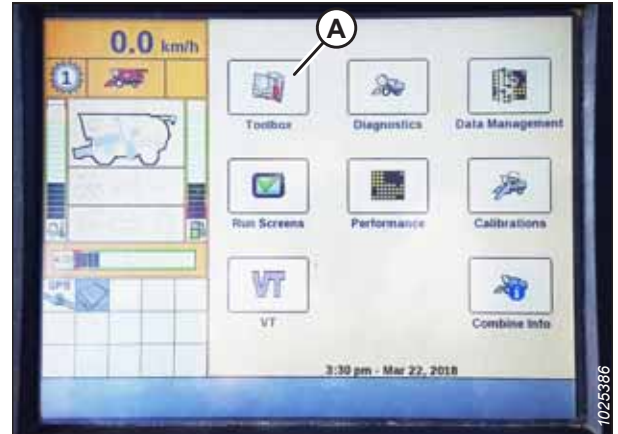 A
0.0 km/h
1
Toolbox
Diagnostics
Data Management
Run Screens
Performance
Calibrations
GPS
VT
VT
Combine Info
3:30 pm - Mar 22, 2018
1025386